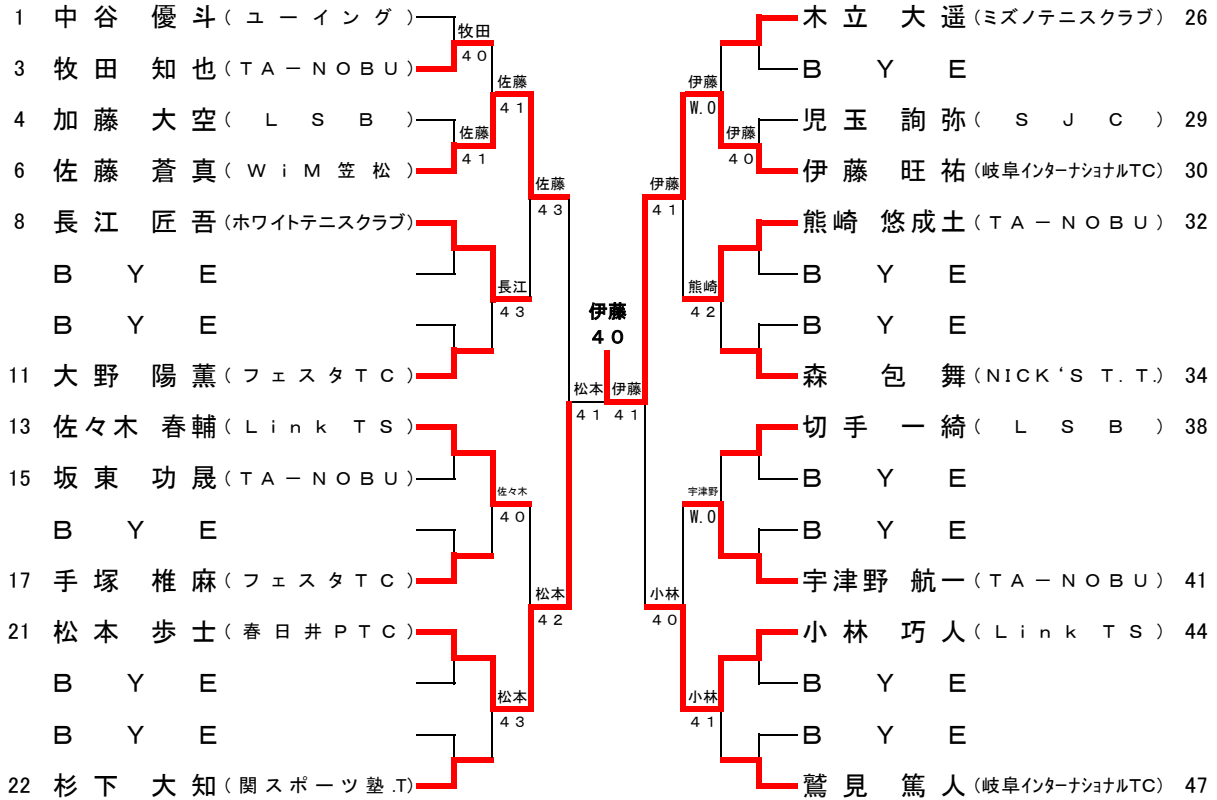 1 中谷 優斗 (ユーイング)
3 牧田 知也 (TA-NOBU)
4 加藤 大空 (LSB)
6 佐藤 蒼真 (WiM笠松)
8 長江 匠吾 (ホワイトテニスクラブ)
BYE
BYE
11 大野 陽薫 (フェスタTC)
13 佐々木 春輔 (Link TS)
15 坂東 功晟 (TA-NOBU)
BYE
17 手塚 椎麻 (フェスタTC)
21 松本 歩士 (春日井PTC)
BYE
BYE
22 杉下 大知 (関スポーツ塾.T)
牧田
40
佐藤
41
長江
43
佐々木
40
松本
43
佐藤
41
佐藤
43
松本
42
松本
41
伊藤
40
伊藤
41
伊藤
41
小林
40
伊藤
W.0
熊崎
42
宇津野
W.0
小林
41
伊藤
40
木立 大遥 (ミズノテニスクラブ) 26
BYE
児玉 詢弥 (SJC) 29
伊藤 旺祐 (岐阜インターナショナルTC) 30
熊崎 悠成土 (TA-NOBU) 32
BYE
BYE
森 包舞 (NICK'S T.T.) 34
切手 一綺 (LSB) 38
BYE
BYE
宇津野 航一 (TA-NOBU) 41
小林 巧人 (Link TS) 44
BYE
BYE
鷲見 篤人 (岐阜インターナショナルTC) 47